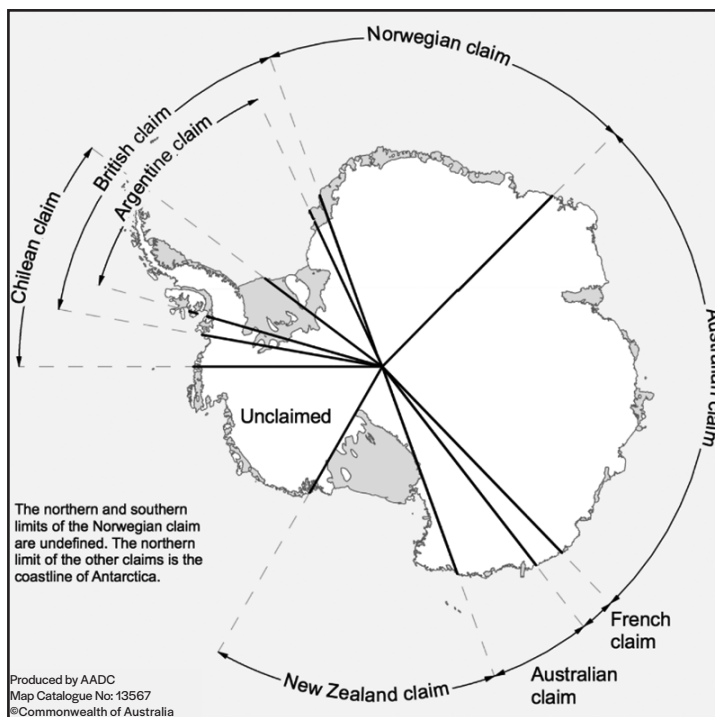 Norwegian claim
British claim
Argentine claim
Chilean claim
Australian claim
Unclaimed
The northern and southern
limits of the Norwegian claim
are undefined. The northern
limit of the other claims is the
coastline of Antarctica.
French
claim
Australian
claim
New Zealand claim
Produced by AADC
Map Catalogue No: 13567
©Commonwealth of Australia